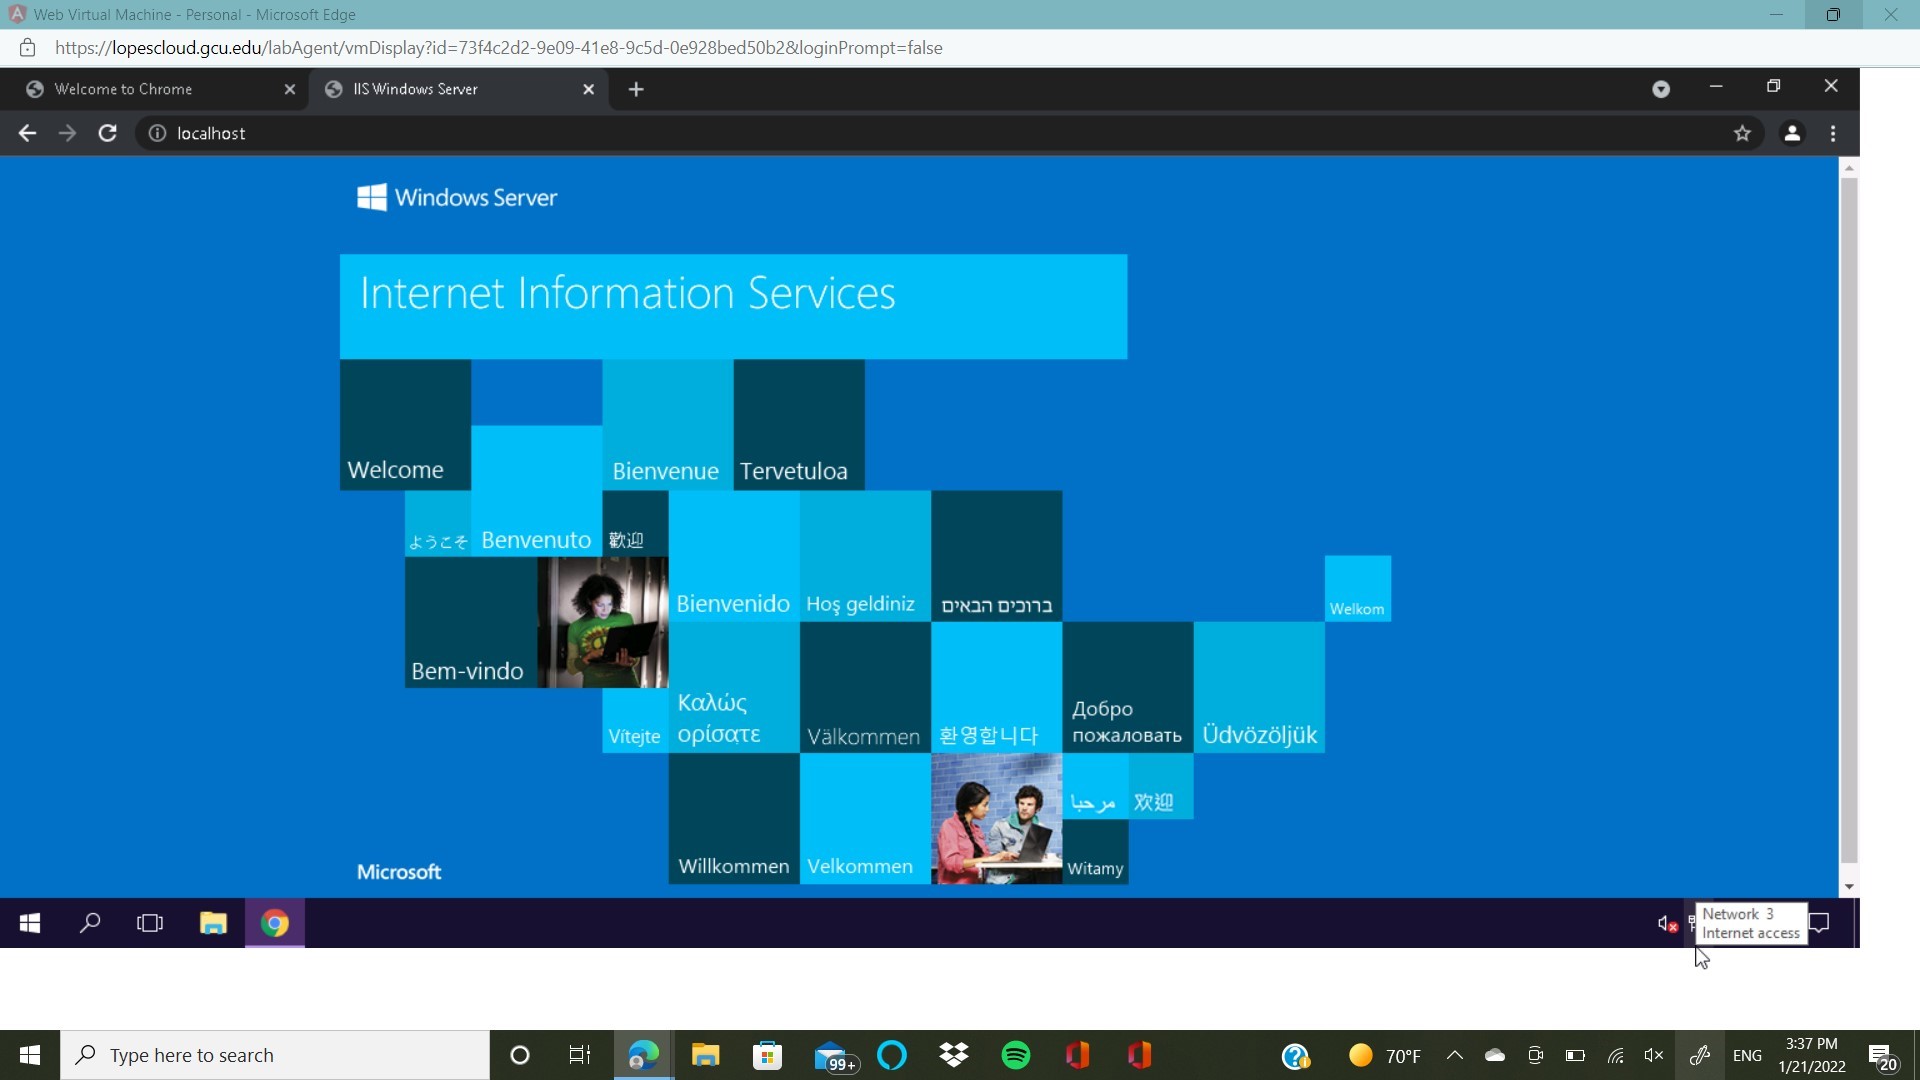 Web Virtual Machine - Personal - Microsoft Edge
https://lopescloud.gcu.edu/labAgent/vmDisplay?id=73f4c2d2-9e09-41e8-9c5d-0e928bed50b2&loginPrompt=false
Welcome to Chrome
IIS Windows Server
localhost
Windows Server
Internet Information Services
Welcome
Bienvenue
Tervetuloa
ようこそ
Benvenuto
歡迎
Bienvenido
Hoş geldiniz
ברוכים הבאים
Welkom
Bem-vindo
Vítejte
Καλώς
ορίσατε
Välkommen
환영합니다
Добро
пожаловать
Üdvözöljük
Willkommen
Velkommen
مرحبا
欢迎
Witamy
Microsoft
Network 3
Internet access
Type here to search
99+
70°F
ENG
3:37 PM
1/21/2022
20